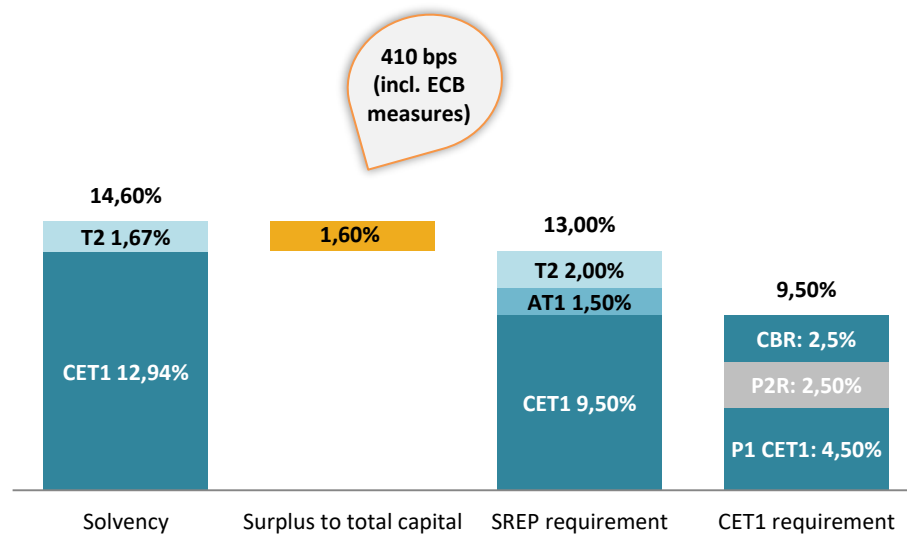 410 bps
(incl. ECB
measures)
14,60%
T2 1,67%
CET1 12,94%
1,60%
13,00%
T2 2,00%
AT1 1,50%
CET1 9,50%
9,50%
CBR: 2,5%
P2R: 2,50%
P1 CET1: 4,50%
Solvency
Surplus to total capital
SREP requirement
CET1 requirement